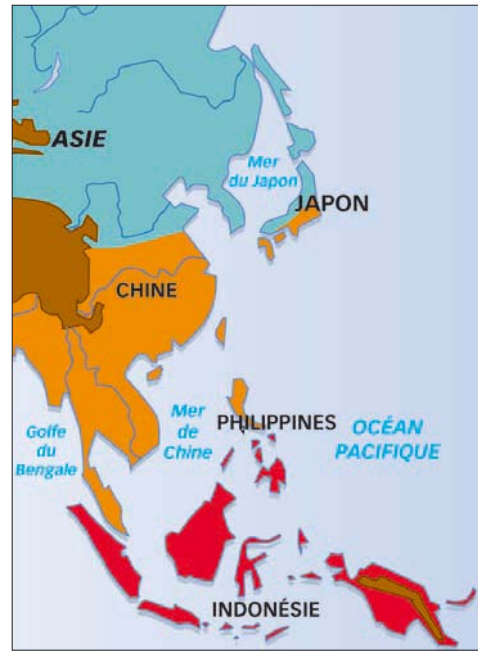 ASIE
Mer
du Japon
JAPON
CHINE
Golfe
du
Bengale
Mer
de
Chine
PHILIPPINES
OCÉAN
PACIFIQUE
INDONÉSIE